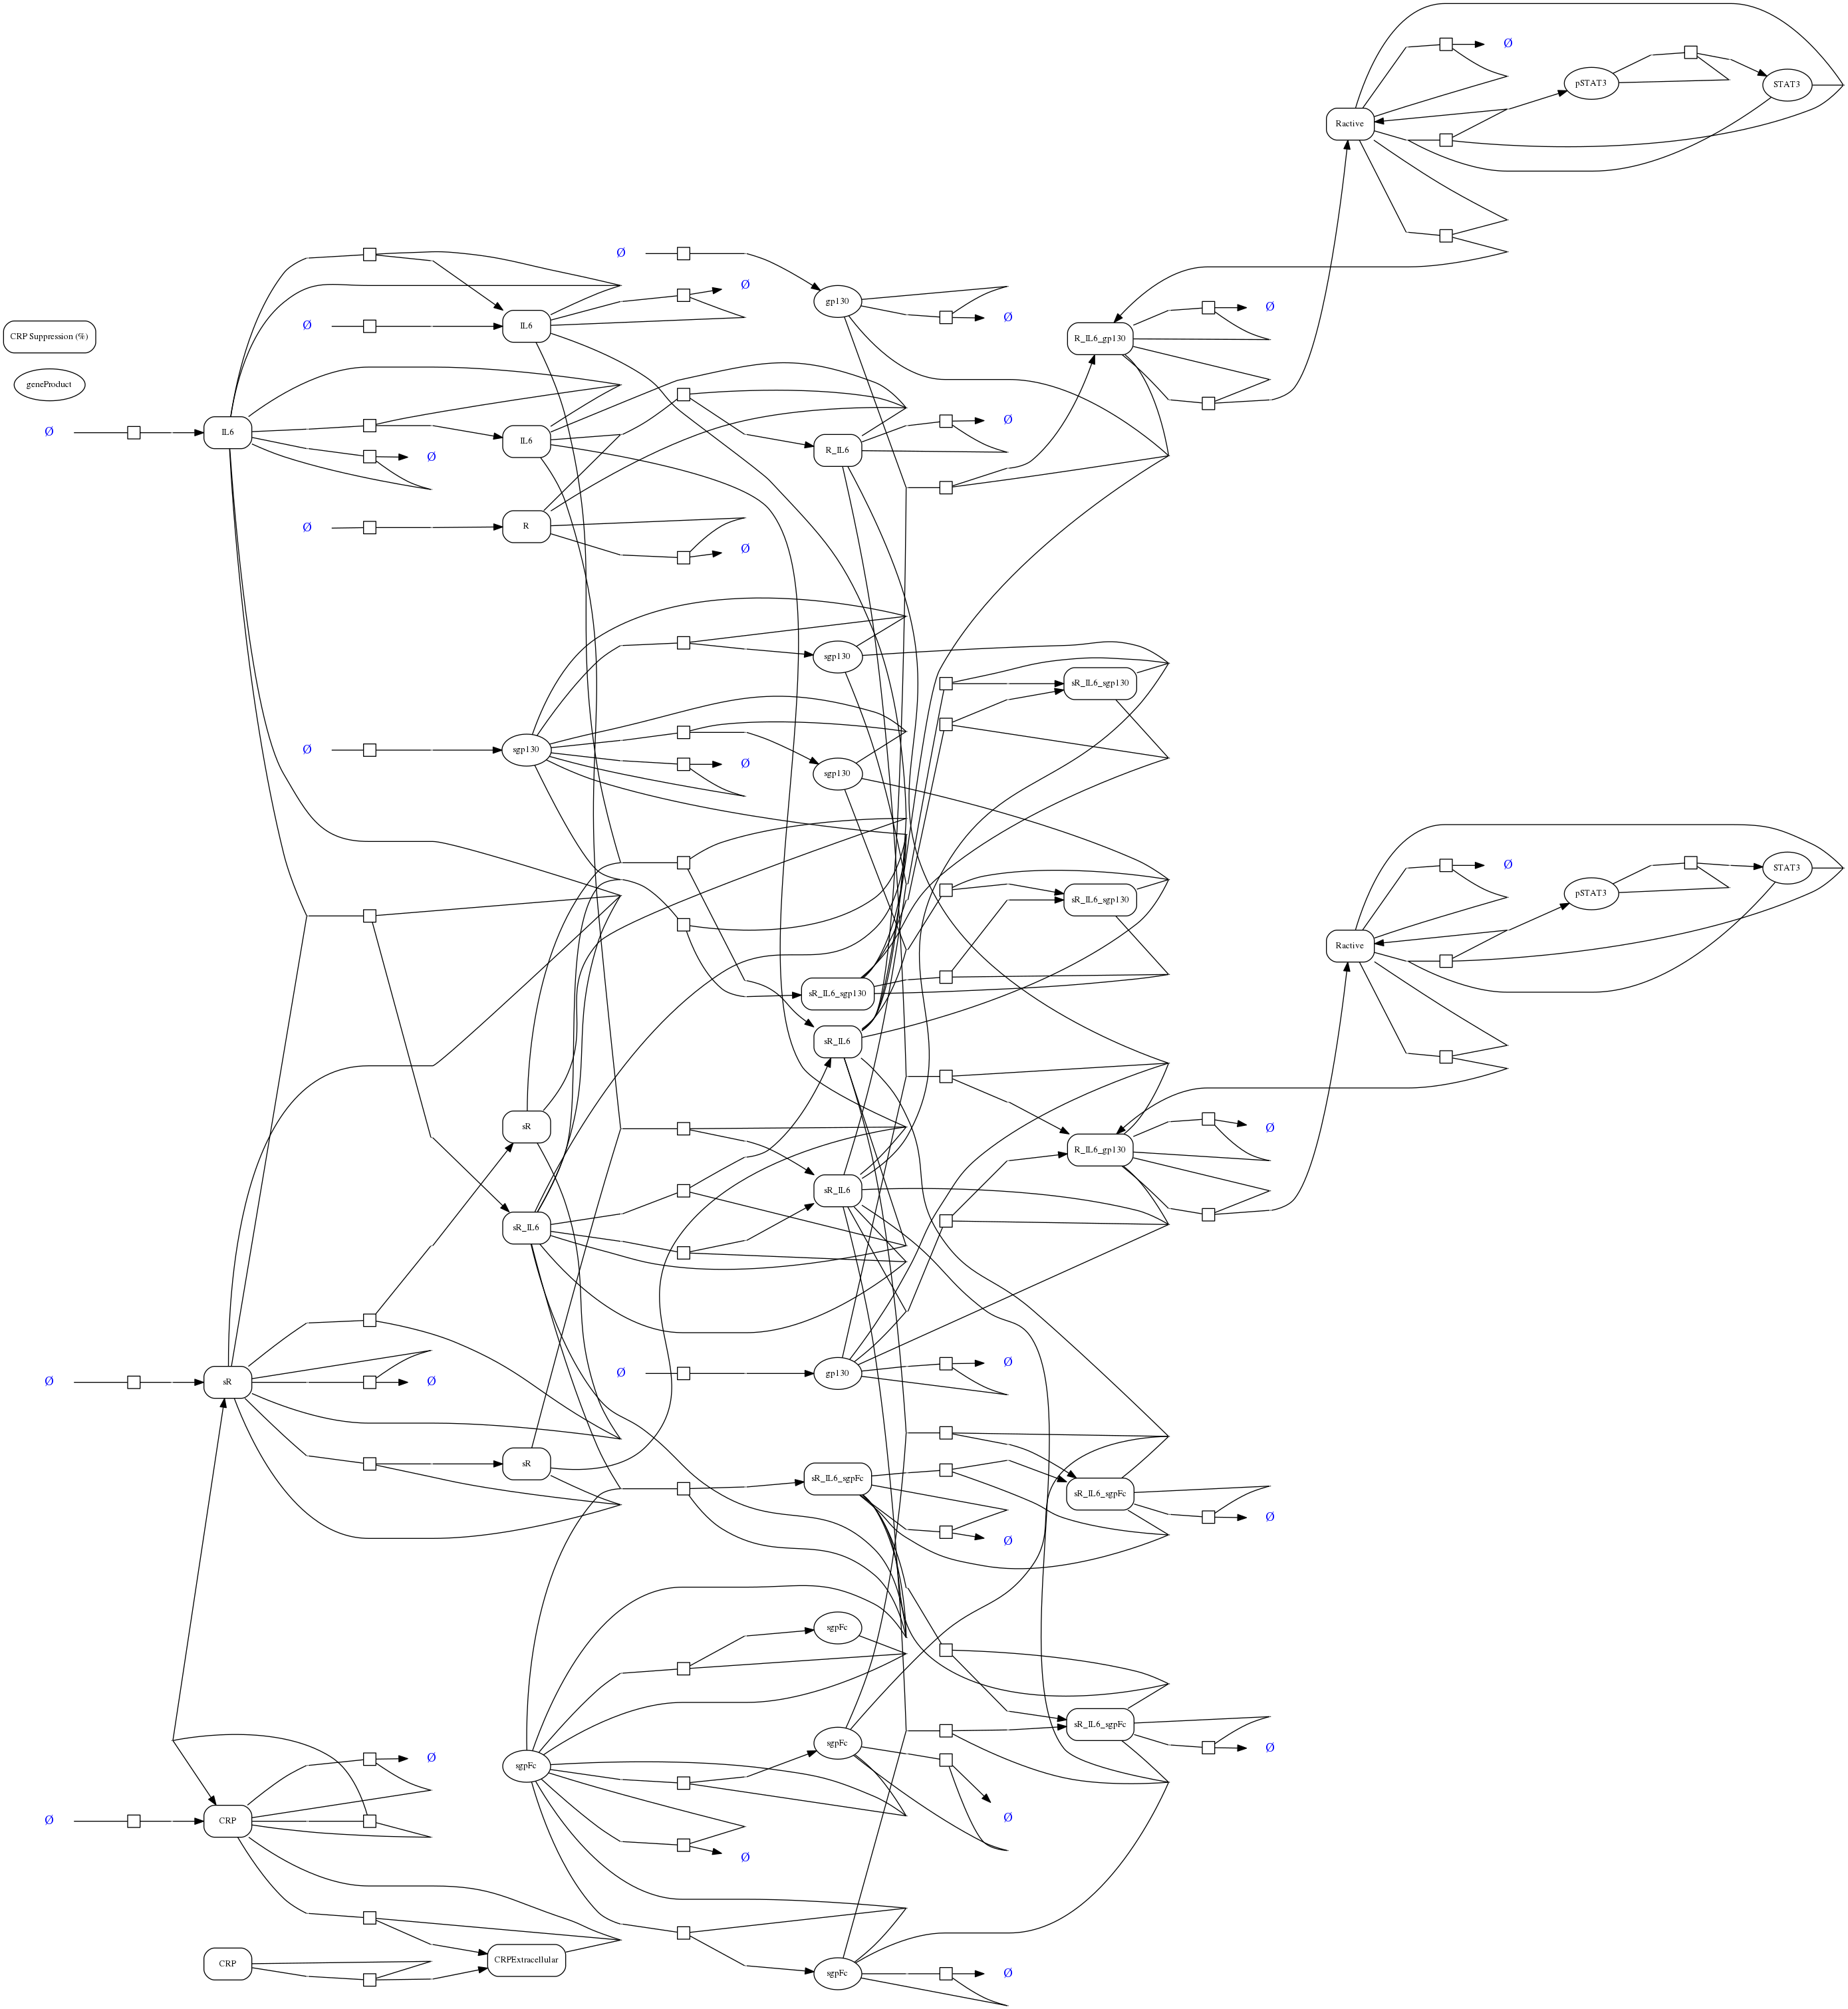 Ø
pSTAT3
STAT3
Ractive
Ø
Ø
IL6
Ø
gp130
Ø
Ø
Ø
IL6
R_IL6_gp130
CRP Suppression (%)
geneProduct
Ø
IL6
Ø
IL6
R_IL6
Ø
Ø
R
Ø
sgp130
sR_IL6_sgp130
Ø
sgp130
Ø
sgp130
Ø
pSTAT3
STAT3
sR_IL6_sgp130
Ractive
sR_IL6_sgp130
sR_IL6
sR
Ø
R_IL6_gp130
sR_IL6
sR_IL6
Ø
sR
Ø
Ø
gp130
Ø
sR
sR_IL6_sgpFc
sR_IL6_sgpFc
Ø
Ø
sgpFc
sR_IL6_sgpFc
Ø
sgpFc
Ø
sgpFc
Ø
CRP
Ø
Ø
CRP
CRPExtracellular
sgpFc
Ø